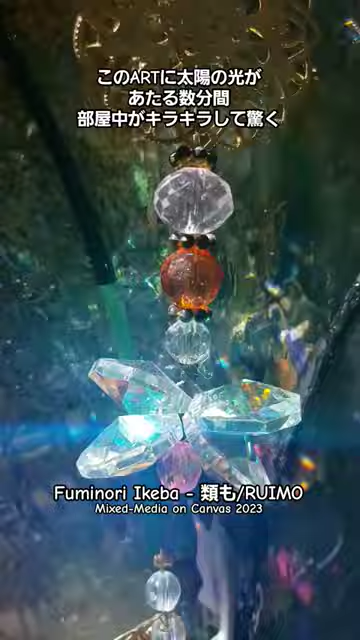 このARTに太陽の光が
あたる数分間
部屋中がキラキラして驚く
Fuminori Ikeba - 類も/RUIMO
Mixed-Media on Canvas 2023